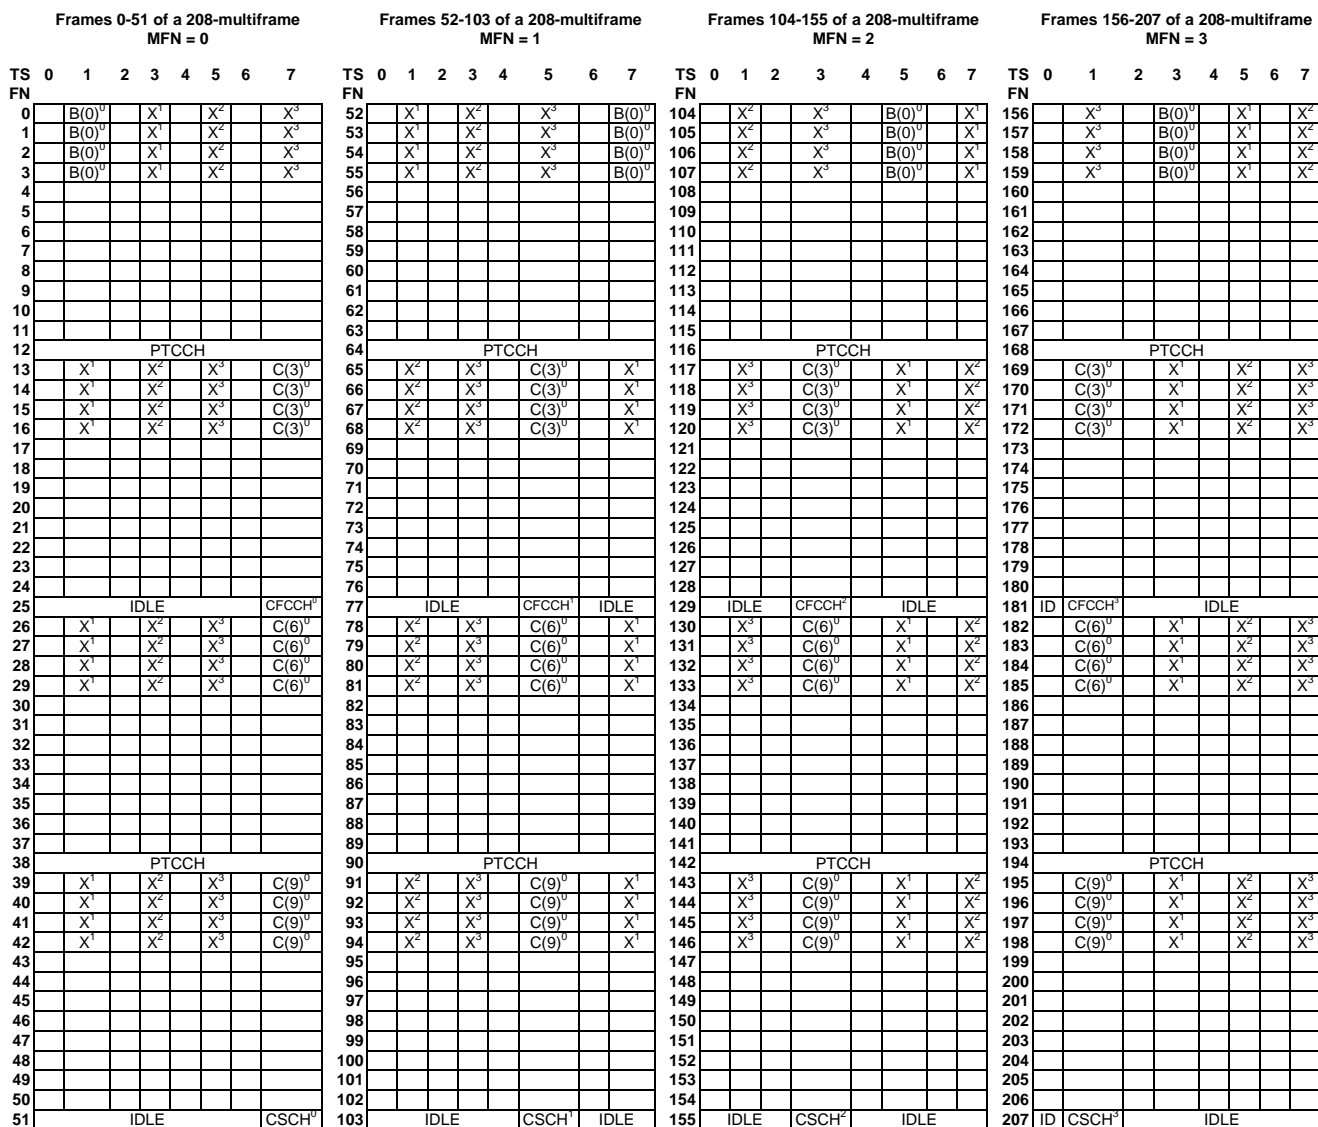 Frames 0-51 of a 208-multiframe Frames 52-103 of a 208-multiframe Frames 104-155 of a 208-multiframe Frames 156-207 of a 208-multiframe
MFN = 0 MFN = 1 MFN = 2 MFN = 3
TS 0 1 2 3 4 5 6 7 TS 0 1 2 3 4 5 6 7 TS 0 1 2 3 4 5 6 7 TS 0 1 2 3 4 5 6 7
FN FN FN FN
0 B(0)⁰ X¹ X² X³ 52 X¹ X² X³ B(0)⁰ 104 X² X³ B(0)⁰ X¹ 156 X³ B(0)⁰ X¹ X²
1 B(0)⁰ X¹ X² X³ 53 X¹ X² X³ B(0)⁰ 105 X² X³ B(0)⁰ X¹ 157 X³ B(0)⁰ X¹ X²
2 B(0)⁰ X¹ X² X³ 54 X¹ X² X³ B(0)⁰ 106 X² X³ B(0)⁰ X¹ 158 X³ B(0)⁰ X¹ X²
3 B(0)⁰ X¹ X² X³ 55 X¹ X² X³ B(0)⁰ 107 X² X³ B(0)⁰ X¹ 159 X³ B(0)⁰ X¹ X²
4 56 108 160
5 57 109 161
6 58 110 162
7 59 111 163
8 60 112 164
9 61 113 165
10 62 114 166
11 63 115 167
12 PTCCH 64 PTCCH 116 PTCCH 168 PTCCH
13 X¹ X² X³ C(3)⁰ 65 X² X³ C(3)⁰ X¹ 117 X³ C(3)⁰ X¹ X² 169 C(3)⁰ X¹ X² X³
14 X¹ X² X³ C(3)⁰ 66 X² X³ C(3)⁰ X¹ 118 X³ C(3)⁰ X¹ X² 170 C(3)⁰ X¹ X² X³
15 X¹ X² X³ C(3)⁰ 67 X² X³ C(3)⁰ X¹ 119 X³ C(3)⁰ X¹ X² 171 C(3)⁰ X¹ X² X³
16 X¹ X² X³ C(3)⁰ 68 X² X³ C(3)⁰ X¹ 120 X³ C(3)⁰ X¹ X² 172 C(3)⁰ X¹ X² X³
17 69 121 173
18 70 122 174
19 71 123 175
20 72 124 176
21 73 125 177
22 74 126 178
23 75 127 179
24 76 128 180
25 IDLE CFCCH⁰ 77 IDLE CFCCH¹ IDLE 129 IDLE CFCCH² IDLE 181 ID CFCCH³ IDLE
26 X¹ X² X³ C(6)⁰ 78 X² X³ C(6)⁰ X¹ 130 X³ C(6)⁰ X¹ X² 182 C(6)⁰ X¹ X² X³
27 X¹ X² X³ C(6)⁰ 79 X² X³ C(6)⁰ X¹ 131 X³ C(6)⁰ X¹ X² 183 C(6)⁰ X¹ X² X³
28 X¹ X² X³ C(6)⁰ 80 X² X³ C(6)⁰ X¹ 132 X³ C(6)⁰ X¹ X² 184 C(6)⁰ X¹ X² X³
29 X¹ X² X³ C(6)⁰ 81 X² X³ C(6)⁰ X¹ 133 X³ C(6)⁰ X¹ X² 185 C(6)⁰ X¹ X² X³
30 82 134 186
31 83 135 187
32 84 136 188
33 85 137 189
34 86 138 190
35 87 139 191
36 88 140 192
37 89 141 193
38 PTCCH 90 PTCCH 142 PTCCH 194 PTCCH
39 X¹ X² X³ C(9)⁰ 91 X² X³ C(9)⁰ X¹ 143 X³ C(9)⁰ X¹ X² 195 C(9)⁰ X¹ X² X³
40 X¹ X² X³ C(9)⁰ 92 X² X³ C(9)⁰ X¹ 144 X³ C(9)⁰ X¹ X² 196 C(9)⁰ X¹ X² X³
41 X¹ X² X³ C(9)⁰ 93 X² X³ C(9)⁰ X¹ 145 X³ C(9)⁰ X¹ X² 197 C(9)⁰ X¹ X² X³
42 X¹ X² X³ C(9)⁰ 94 X² X³ C(9)⁰ X¹ 146 X³ C(9)⁰ X¹ X² 198 C(9)⁰ X¹ X² X³
43 95 147 199
44 96 148 200
45 97 149 201
46 98 150 202
47 99 151 203
48 100 152 204
49 101 153 205
50 102 154 206
51 IDLE CSCH⁰ 103 IDLE CSCH¹ IDLE 155 IDLE CSCH² IDLE 207 ID CSCH³ IDLE